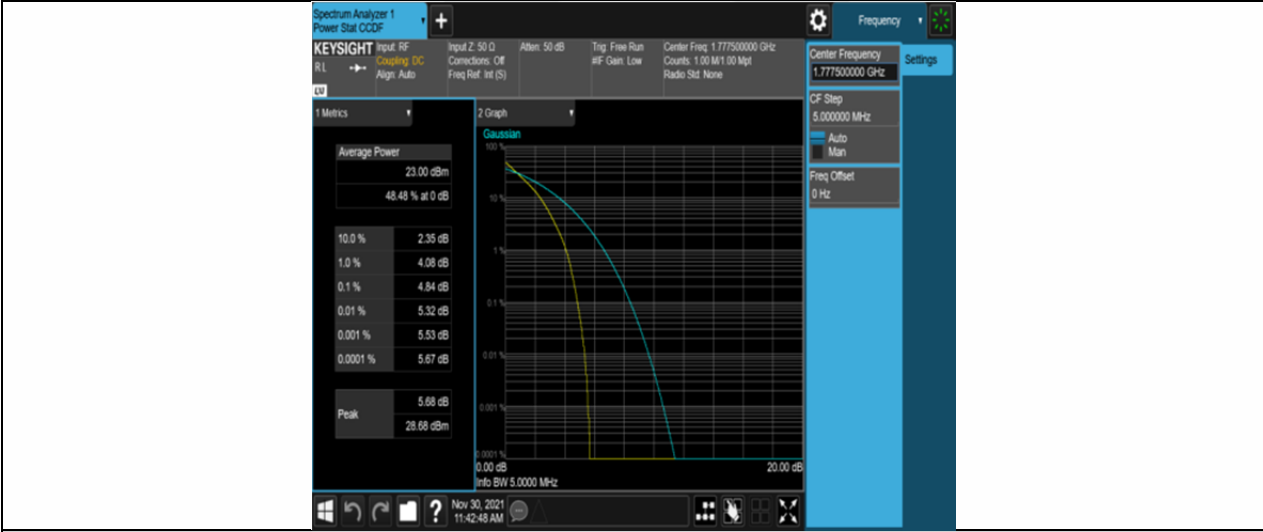 Spectrum Analyzer 1
Power Stat CCDF
+
Frequency
KEYSIGHT
RL
LV
Input: RF
Coupling: DC
Align: Auto
Input Z: 50 Ω
Corrections: Off
Freq Ref: Int (S)
Atten: 50 dB
Trig: Free Run
#IF Gain: Low
Center Freq: 1.777500000 GHz
Counts: 1.00 M/1.00 Mpt
Radio Std: None
Center Frequency
1.777500000 GHz
Settings
CF Step
5.000000 MHz
Auto
Man
Freq Offset
0 Hz
1 Metrics
Average Power
23.00 dBm
48.48 % at 0 dB
10.0 % 2.35 dB
1.0 % 4.08 dB
0.1 % 4.84 dB
0.01 % 5.32 dB
0.001 % 5.53 dB
0.0001 % 5.67 dB
Peak
5.68 dB
28.68 dBm
2 Graph
Gaussian
100 %
10 %
1 %
0.1 %
0.01 %
0.001 %
0.0001 %
0.00 dB 20.00 dB
Info BW 5.0000 MHz
?
Nov 30, 2021
11:42:48 AM